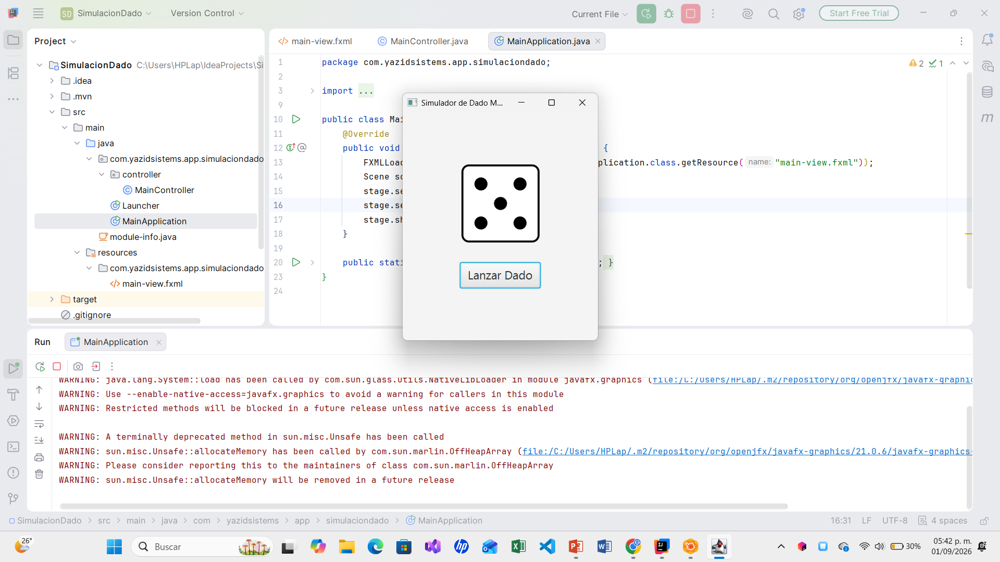 SD SimulacionDado Version Control Current File Start Free Trial
Project
main-view.fxml MainController.java MainApplication.java
SimulacionDado C:\Users\HPLap\IdeaProjects\Si
.idea
.mvn
src
main
java
com.yazidsistems.app.simulaciondado
controller
MainController
Launcher
MainApplication
module-info.java
resources
com.yazidsistems.app.simulaciondado
main-view.fxml
target
.gitignore
1 package com.yazidsistems.app.simulaciondado;
2 1
2
3 import ...
9
10 public class Mai
11 @Override
12 public void {
13 FXMLLoad plication.class.getResource( name: "main-view.fxml"));
14 Scene sc
15 stage.se
16 stage.se
17 stage.sh
18 }
19
20 public stati ; }
23 }
24
Simulador de Dado M...
Lanzar Dado
Run MainApplication
WARNING: java.lang.System::load has been called by com.sun.glass.utils.NativeLibLoader in module javafx.graphics (file:/C:/Users/HPLap/.m2/repository/org/openjfx/javafx-graphic
WARNING: Use --enable-native-access=javafx.graphics to avoid a warning for callers in this module
WARNING: Restricted methods will be blocked in a future release unless native access is enabled
WARNING: A terminally deprecated method in sun.misc.Unsafe has been called
WARNING: sun.misc.Unsafe::allocateMemory has been called by com.sun.marlin.OffHeapArray (file:/C:/Users/HPLap/.m2/repository/org/openjfx/javafx-graphics/21.0.6/javafx-graphics-
WARNING: Please consider reporting this to the maintainers of class com.sun.marlin.OffHeapArray
WARNING: sun.misc.Unsafe::allocateMemory will be removed in a future release
SimulacionDado > src > main > java > com > yazidsistems > app > simulaciondado > MainApplication 16:31 LF UTF-8 4 spaces
26° Buscar 30% 05:42 p. m.
01/09/2026